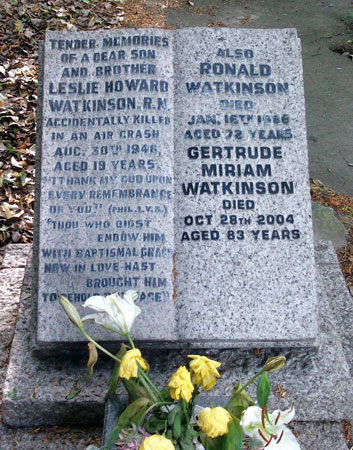 TENDER MEMORIES
OF A DEAR SON
AND BROTHER
LESLIE HOWARD
WATKINSON, R.N.
ACCIDENTALLY KILLED
IN AN AIR CRASH
AUG. 30TH 1946,
AGED 19 YEARS.
"I THANK MY GOD UPON
EVERY REMEMBRANCE
OF YOU" (PHIL.I.V.3.)
"THOU WHO DIDST
ENDOW HIM
WITH BAPTISMAL GRACE
NOW IN LOVE HAST
BROUGHT HIM
TO BEHOLD
ALSO
RONALD
WATKINSON
DIED
JAN. 16TH
AGED 72 YEARS.
GERTRUDE
MIRIAM
WATKINSON
DIED
OCT 28TH 2004
AGED 83 YEARS